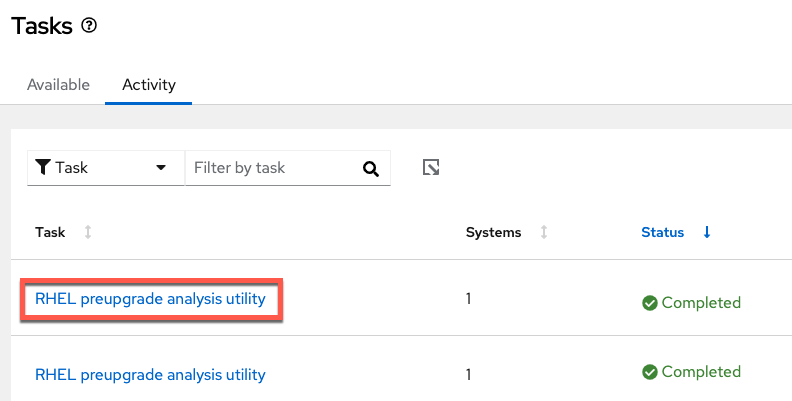 Tasks ?
Available Activity
Task Filter by task
Task Systems Status
RHEL preupgrade analysis utility 1 Completed
RHEL preupgrade analysis utility 1 Completed